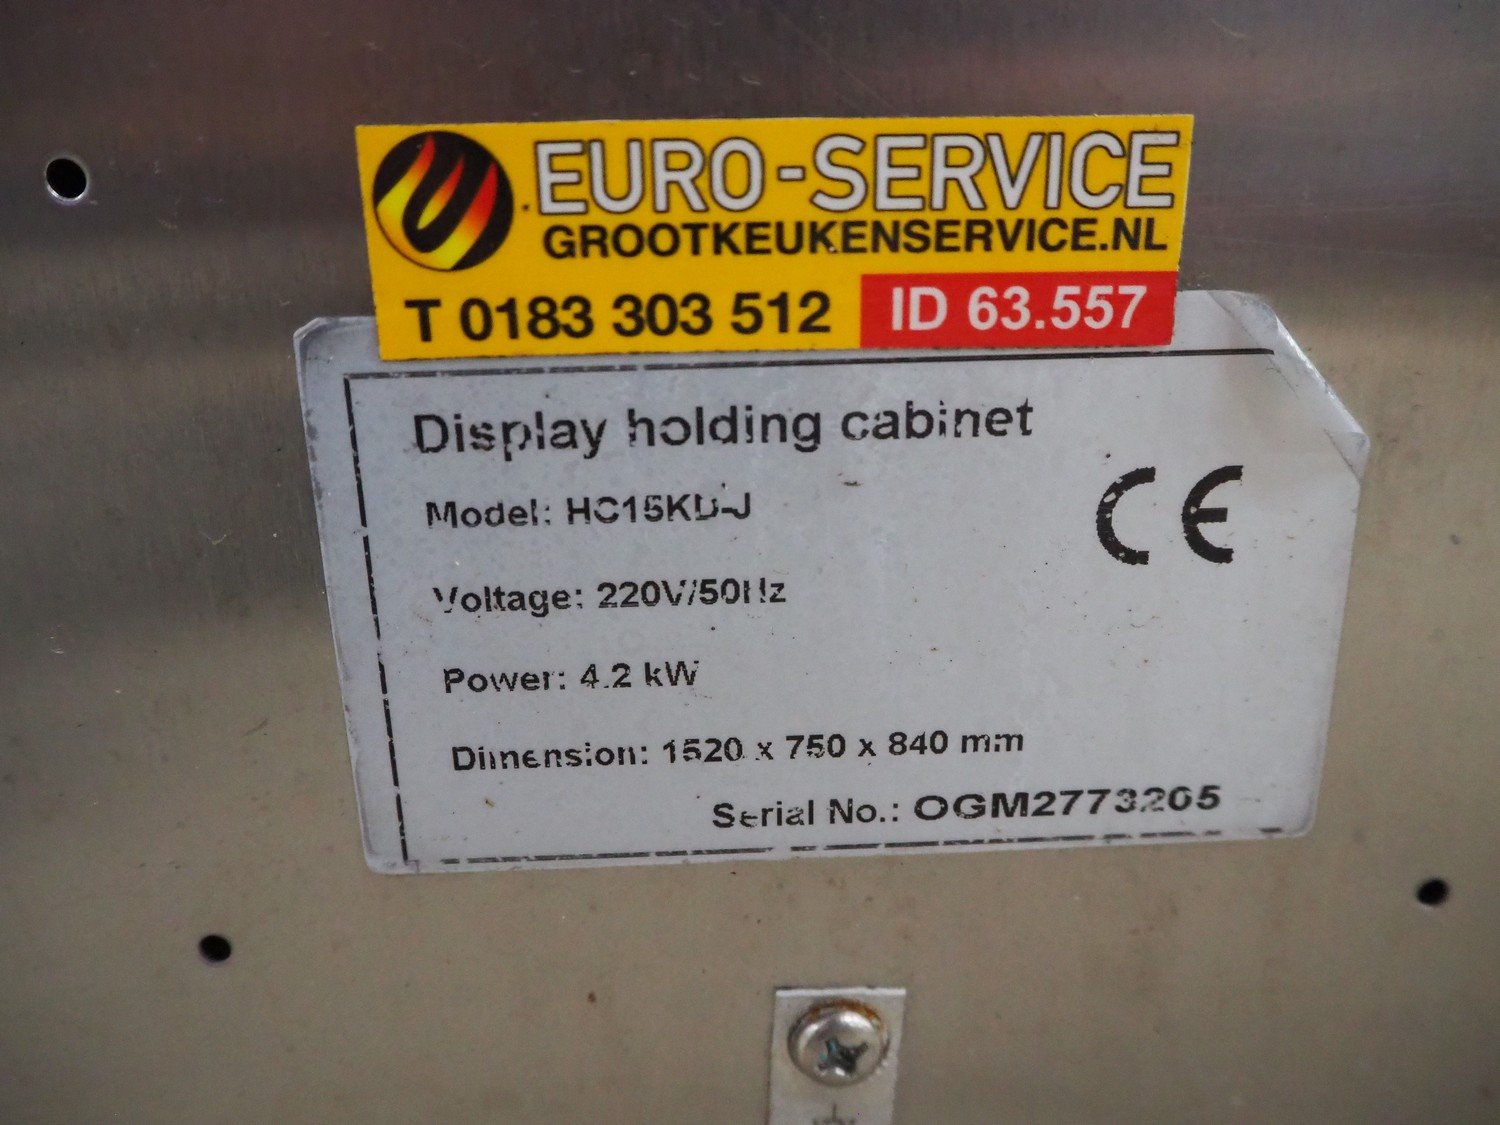 EURO-SERVICE
GROOTKEUKENSERVICE.NL
T 0183 303 512 ID 63.557
Display holding cabinet
Model: HC15KD-J
CE
Voltage: 220V/50Hz
Power: 4.2 kW
Dimension: 1520 x 750 x 840 mm
Serial No.: OGM2773205